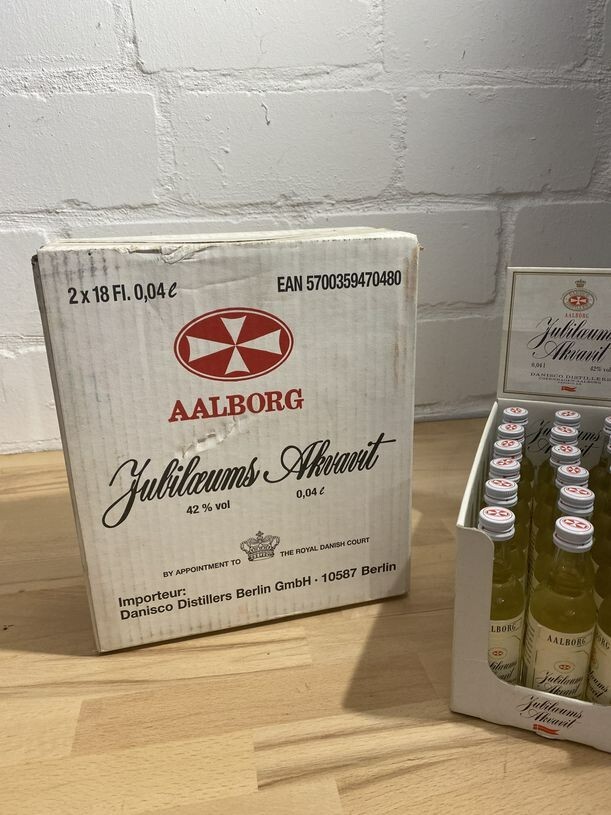 2 x 18 Fl. 0,04 ℓ
EAN 5700359470480
AALBORG
Jubilæums Akvavit
42 % vol
0,04 ℓ
BY APPOINTMENT TO THE ROYAL DANISH COURT
Importeur:
Danisco Distillers Berlin GmbH · 10587 Berlin
AALBORG
Jubilæums
Akvavit
0,04 l
42% vol
DANISCO DISTILLERS
AALBORG
Jubilæums
Akvavit
Jubilæums
Akvavit